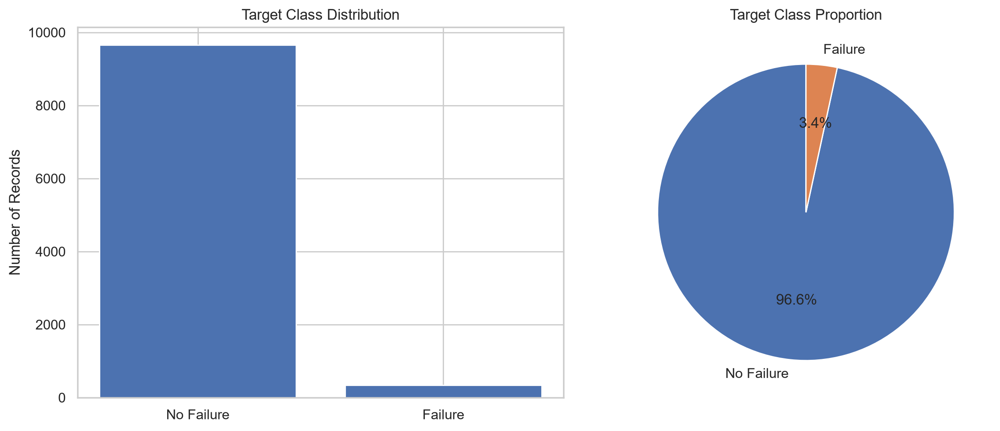 Target Class Distribution
10000
8000
6000
4000
2000
0
Number of Records
No Failure
Failure
Target Class Proportion
Failure
3.4%
96.6%
No Failure